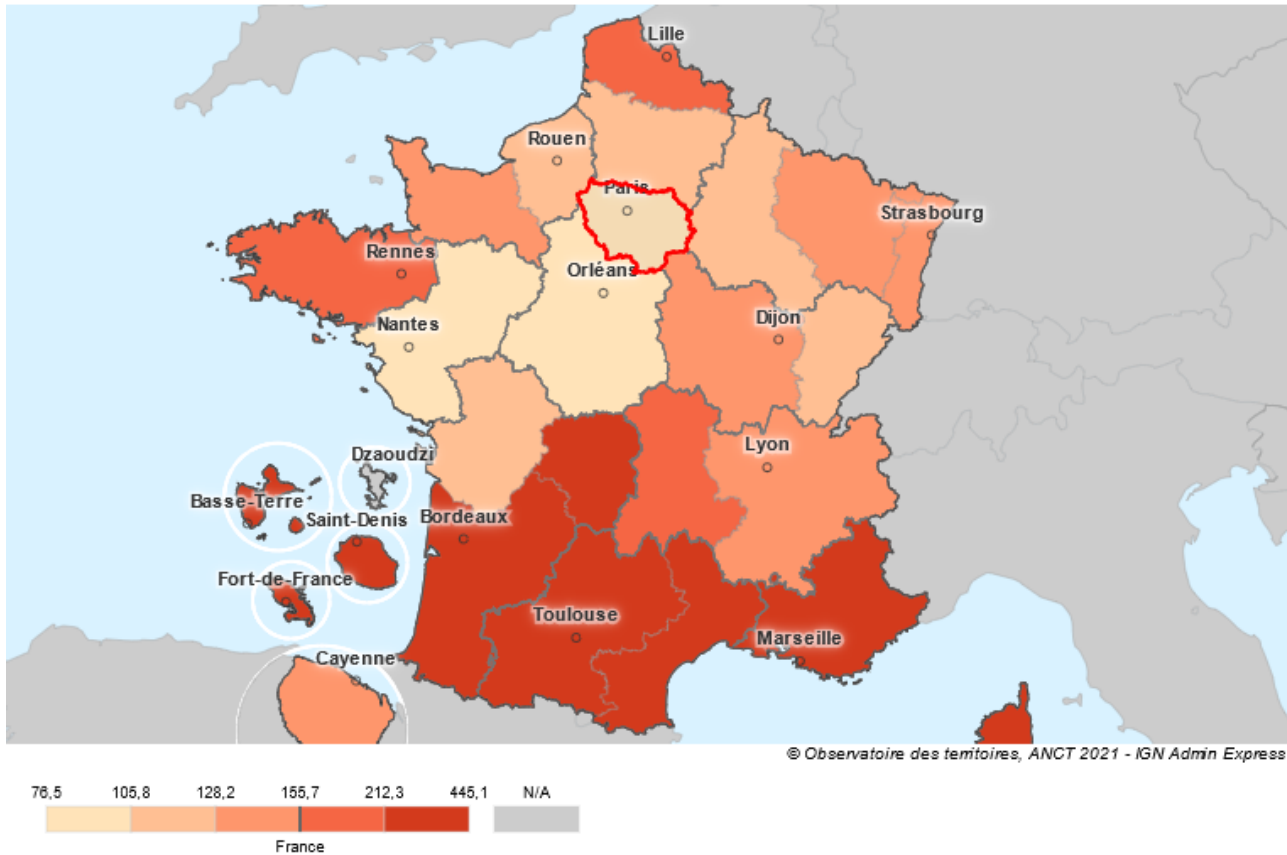 Lille
Rouen
Paris
Strasbourg
Rennes
Orléans
Nantes
Dijon
Lyon
Dzaoudzi
Basse-Terre
Saint-Denis
Bordeaux
Fort-de-France
Toulouse
Marseille
Cayenne
© Observatoire des territoires, ANCT 2021 - IGN Admin Express
76,5 105,8 128,2 155,7 212,3 445,1 N/A
France